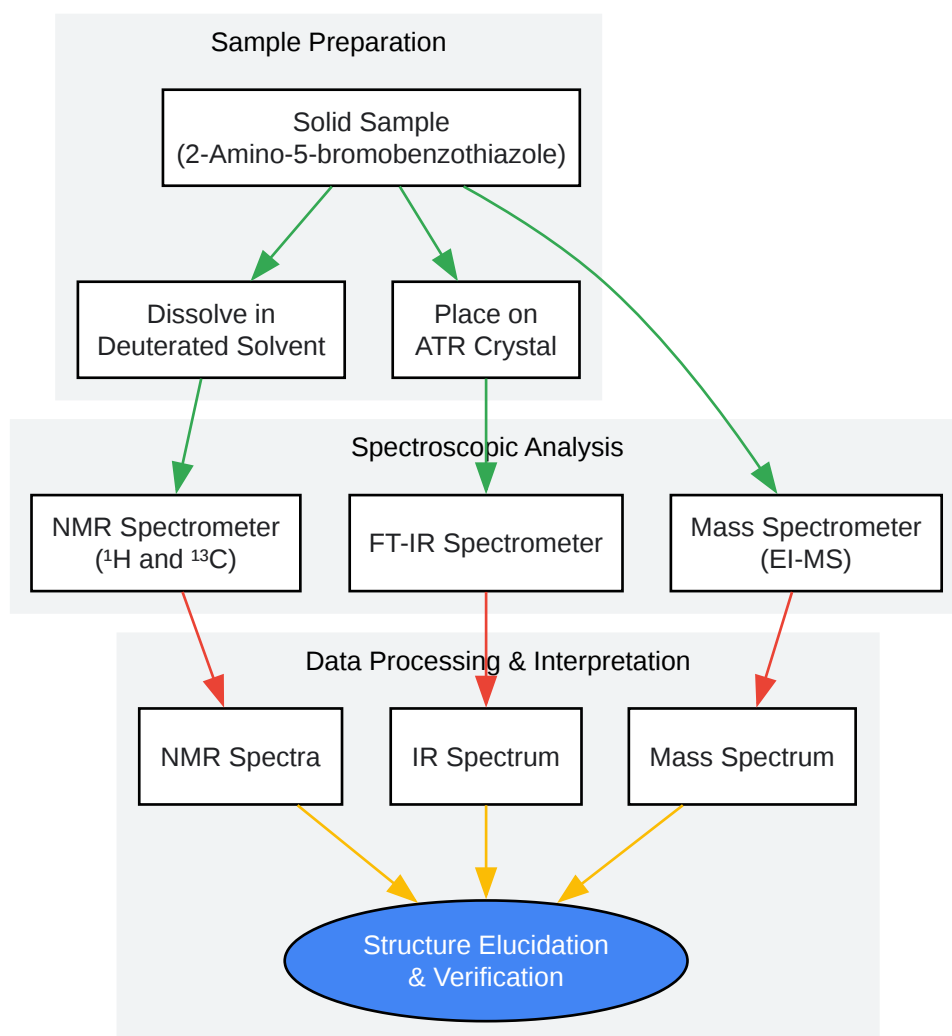 Sample Preparation
Solid Sample
(2-Amino-5-bromobenzothiazole)
Dissolve in
Deuterated Solvent
Place on
ATR Crystal
Spectroscopic Analysis
NMR Spectrometer
(¹H and ¹³C)
FT-IR Spectrometer
Mass Spectrometer
(EI-MS)
Data Processing & Interpretation
NMR Spectra
IR Spectrum
Mass Spectrum
Structure Elucidation
& Verification